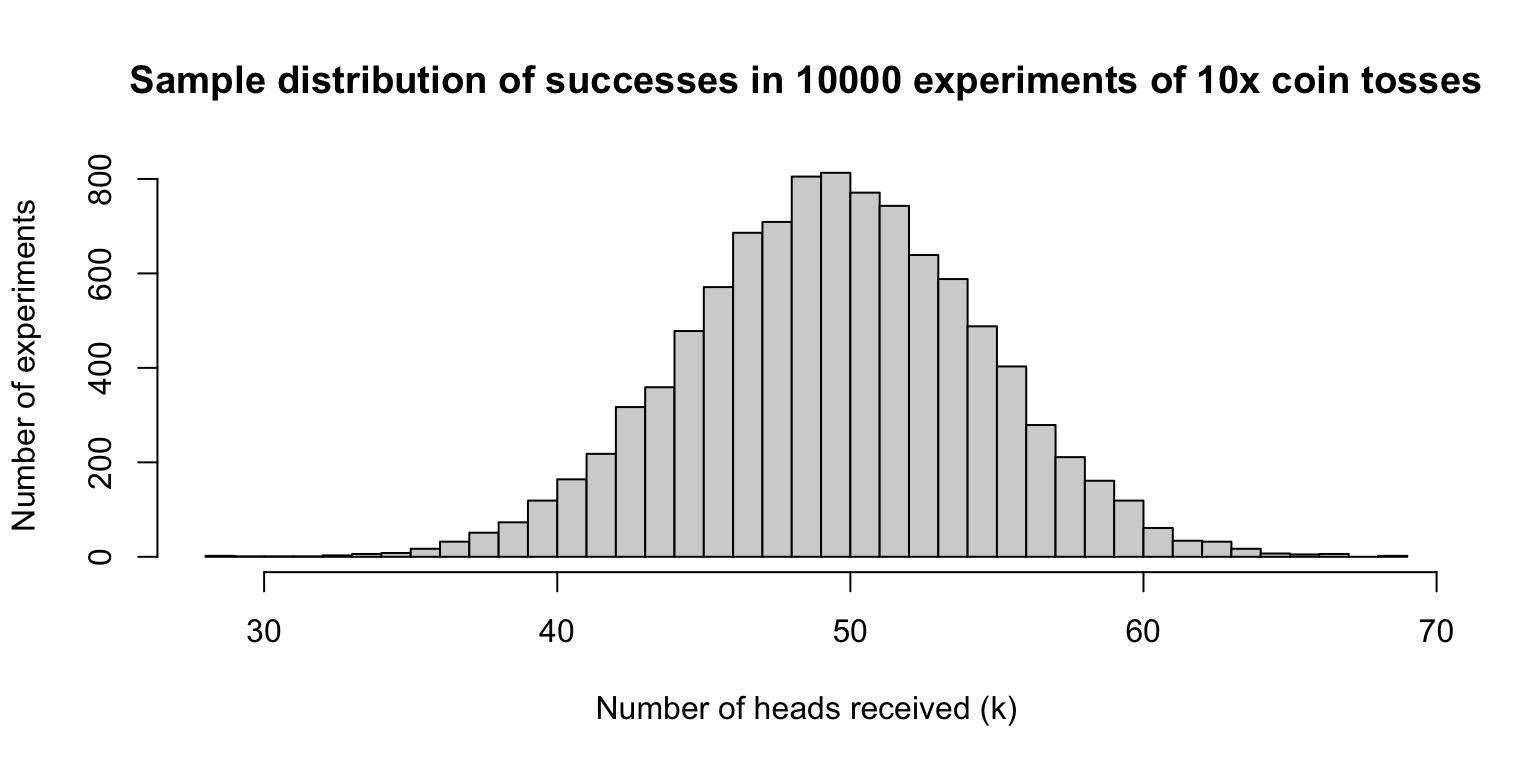 Sample distribution of successes in 10000 experiments of 10x coin tosses
Number of experiments
800
600
400
200
0
30 40 50 60 70
Number of heads received (k)